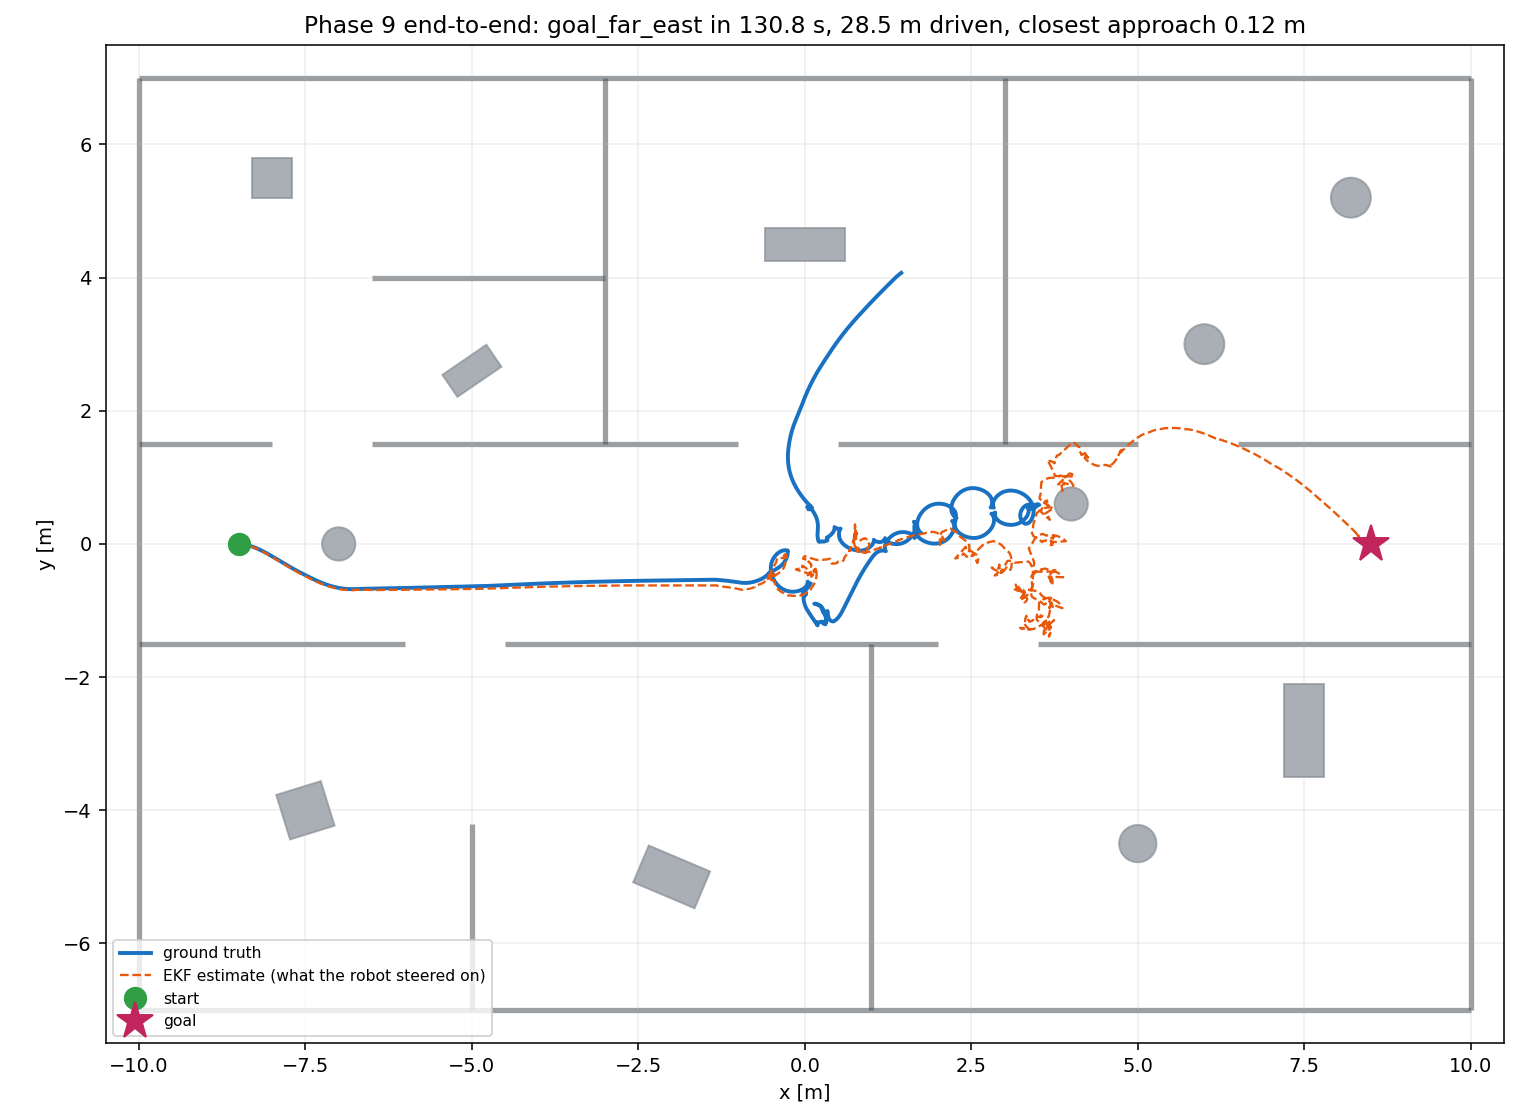 Phase 9 end-to-end: goal_far_east in 130.8 s, 28.5 m driven, closest approach 0.12 m
y [m]
6
4
2
0
−2
−4
−6
ground truth
EKF estimate (what the robot steered on)
start
goal
−10.0 −7.5 −5.0 −2.5 0.0 2.5 5.0 7.5 10.0
x [m]